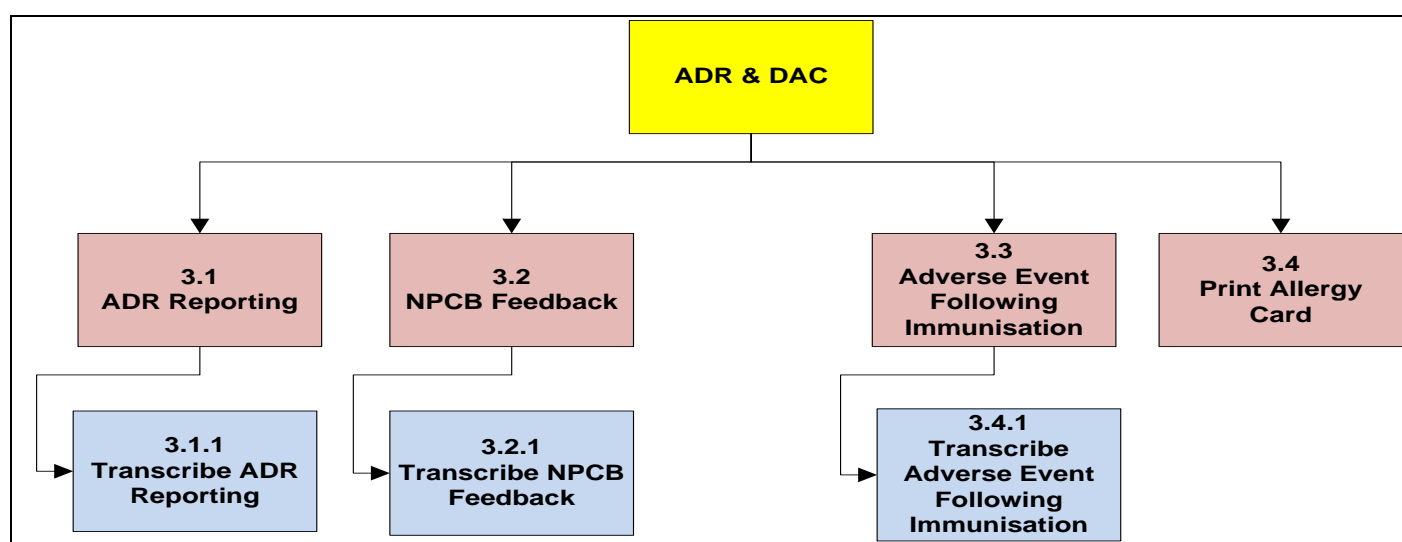 ADR & DAC
3.1
ADR Reporting
3.2
NPCB Feedback
3.3
Adverse Event
Following
Immunisation
3.4
Print Allergy
Card
3.1.1
Transcribe ADR
Reporting
3.2.1
Transcribe NPCB
Feedback
3.4.1
Transcribe
Adverse Event
Following
Immunisation